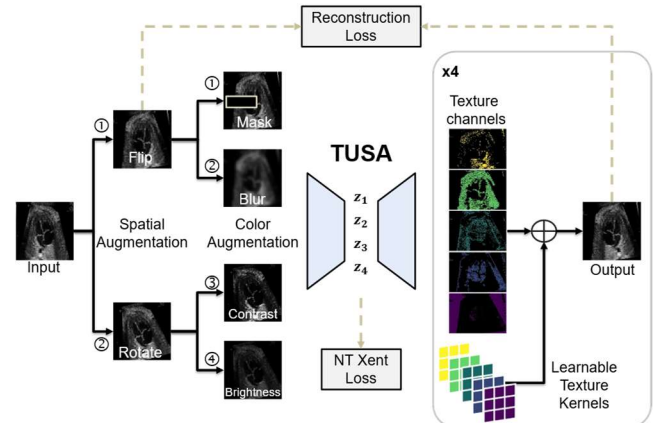 Reconstruction
Loss
x4
①
Mask
Texture
channels
①
Flip
②
Blur
TUSA
z₁
z₂
z₃
z₄
Input
Spatial
Augmentation
Color
Augmentation
Output
③
Contrast
②
Rotate
④
Brightness
NT Xent
Loss
Learnable
Texture
Kernels